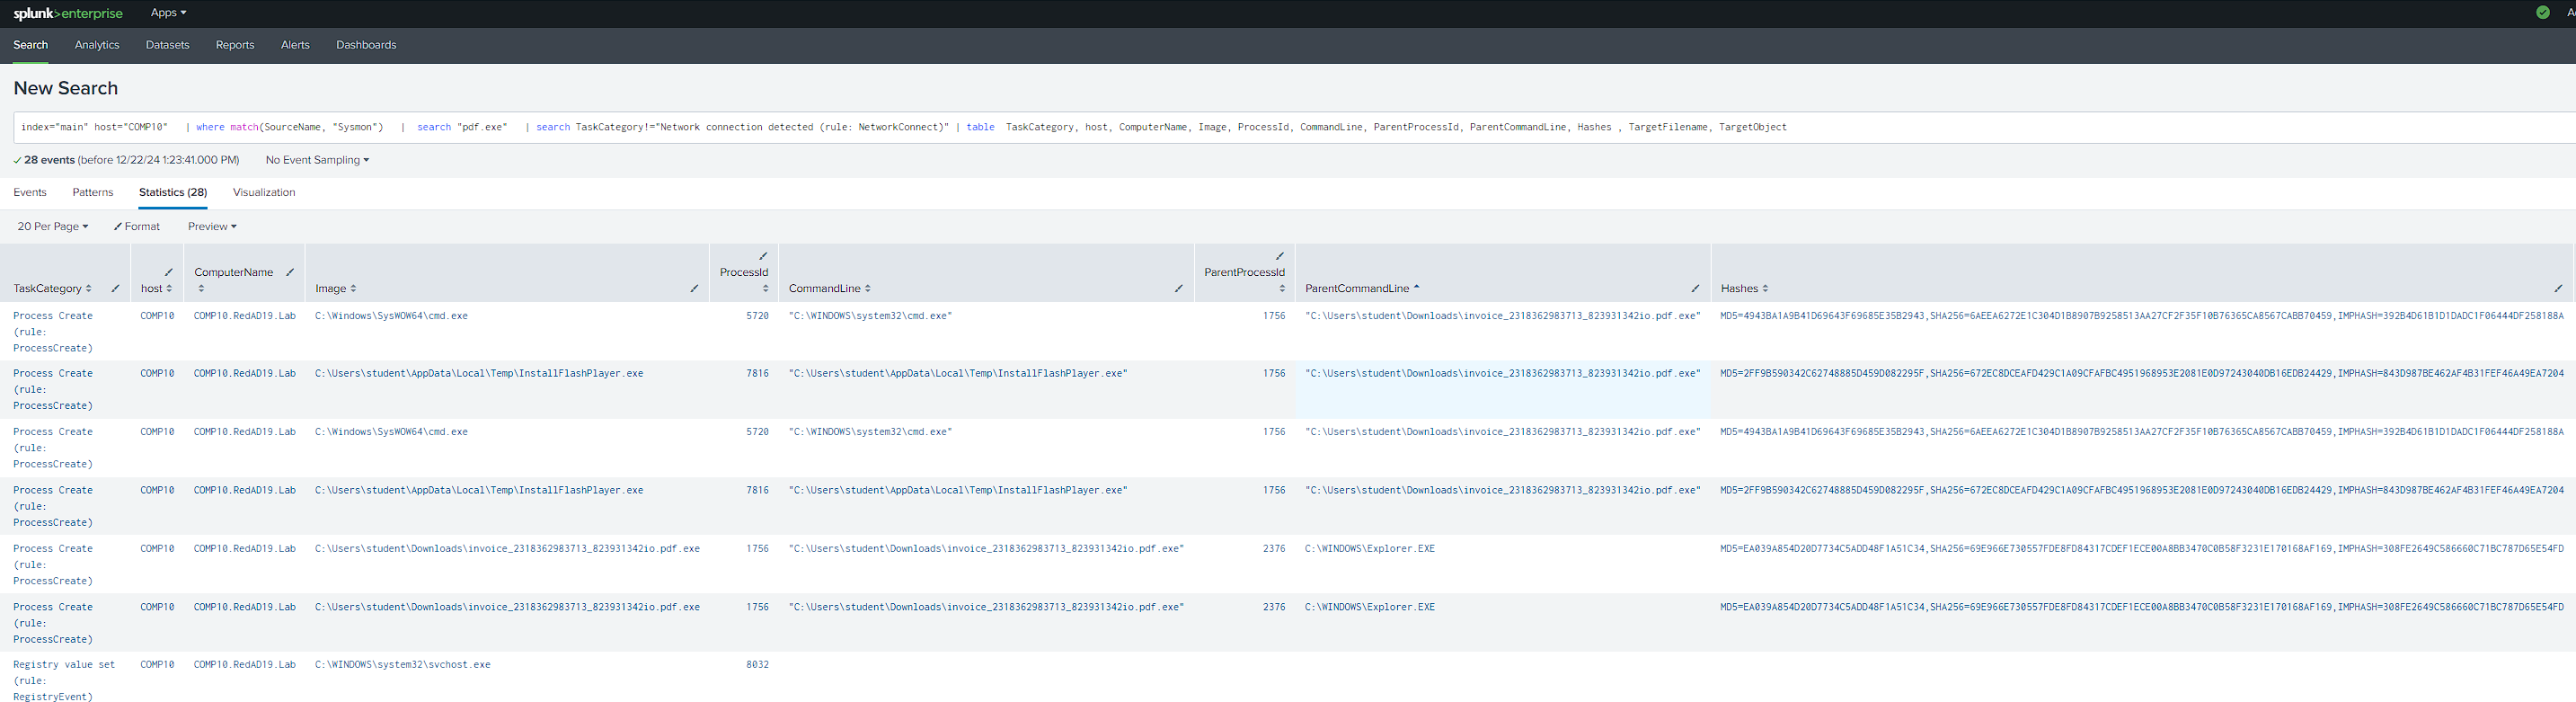 splunk>enterprise Apps
Search Analytics Datasets Reports Alerts Dashboards
New Search
index="main" host="COMP10" | where match(SourceName, "Sysmon") | search "pdf.exe" | search TaskCategory!="Network connection detected (rule: NetworkConnect)" | table TaskCategory, host, ComputerName, Image, ProcessId, CommandLine, ParentProcessId, ParentCommandLine, Hashes , TargetFilename, TargetObject
28 events (before 12/22/24 1:23:41.000 PM) No Event Sampling
Events Patterns Statistics (28) Visualization
20 Per Page Format Preview
TaskCategory host ComputerName Image ProcessId CommandLine ParentProcessId ParentCommandLine Hashes
Process Create COMP10 COMP10.RedAD19.Lab C:\Windows\SysWOW64\cmd.exe 5720 "C:\WINDOWS\system32\cmd.exe" 1756 "C:\Users\student\Downloads\invoice_2318362983713_823931342io.pdf.exe" MD5=4943BA1A9B41D69643F69685E35B2943,SHA256=6AEEA6272E1C304D1B8907B9258513AA27CF2F35F10B76365CA8567CABB70459,IMPHASH=392B4D61B1D1DADC1F06444DF258188A
(rule:
ProcessCreate)
Process Create COMP10 COMP10.RedAD19.Lab C:\Users\student\AppData\Local\Temp\InstallFlashPlayer.exe 7816 "C:\Users\student\AppData\Local\Temp\InstallFlashPlayer.exe" 1756 "C:\Users\student\Downloads\invoice_2318362983713_823931342io.pdf.exe" MD5=2FF9B590342C62748885D459D082295F,SHA256=672EC8DCEAFD429C1A09CFAFBC4951968953E2081E0D97243040DB16EDB24429,IMPHASH=843D987BE462AF4B31FEF46A49EA7204
(rule:
ProcessCreate)
Process Create COMP10 COMP10.RedAD19.Lab C:\Windows\SysWOW64\cmd.exe 5720 "C:\WINDOWS\system32\cmd.exe" 1756 "C:\Users\student\Downloads\invoice_2318362983713_823931342io.pdf.exe" MD5=4943BA1A9B41D69643F69685E35B2943,SHA256=6AEEA6272E1C304D1B8907B9258513AA27CF2F35F10B76365CA8567CABB70459,IMPHASH=392B4D61B1D1DADC1F06444DF258188A
(rule:
ProcessCreate)
Process Create COMP10 COMP10.RedAD19.Lab C:\Users\student\AppData\Local\Temp\InstallFlashPlayer.exe 7816 "C:\Users\student\AppData\Local\Temp\InstallFlashPlayer.exe" 1756 "C:\Users\student\Downloads\invoice_2318362983713_823931342io.pdf.exe" MD5=2FF9B590342C62748885D459D082295F,SHA256=672EC8DCEAFD429C1A09CFAFBC4951968953E2081E0D97243040DB16EDB24429,IMPHASH=843D987BE462AF4B31FEF46A49EA7204
(rule:
ProcessCreate)
Process Create COMP10 COMP10.RedAD19.Lab C:\Users\student\Downloads\invoice_2318362983713_823931342io.pdf.exe 1756 "C:\Users\student\Downloads\invoice_2318362983713_823931342io.pdf.exe" 2376 C:\WINDOWS\Explorer.EXE MD5=EA039A854D20D7734C5ADD48F1A51C34,SHA256=69E966E730557FDE8FD84317CDEF1ECE00A8BB3470C0B58F3231E170168AF169,IMPHASH=308FE2649C586660C71BC787D65E54FD
(rule:
ProcessCreate)
Process Create COMP10 COMP10.RedAD19.Lab C:\Users\student\Downloads\invoice_2318362983713_823931342io.pdf.exe 1756 "C:\Users\student\Downloads\invoice_2318362983713_823931342io.pdf.exe" 2376 C:\WINDOWS\Explorer.EXE MD5=EA039A854D20D7734C5ADD48F1A51C34,SHA256=69E966E730557FDE8FD84317CDEF1ECE00A8BB3470C0B58F3231E170168AF169,IMPHASH=308FE2649C586660C71BC787D65E54FD
(rule:
ProcessCreate)
Registry value set COMP10 COMP10.RedAD19.Lab C:\WINDOWS\system32\svchost.exe 8032
(rule:
RegistryEvent)